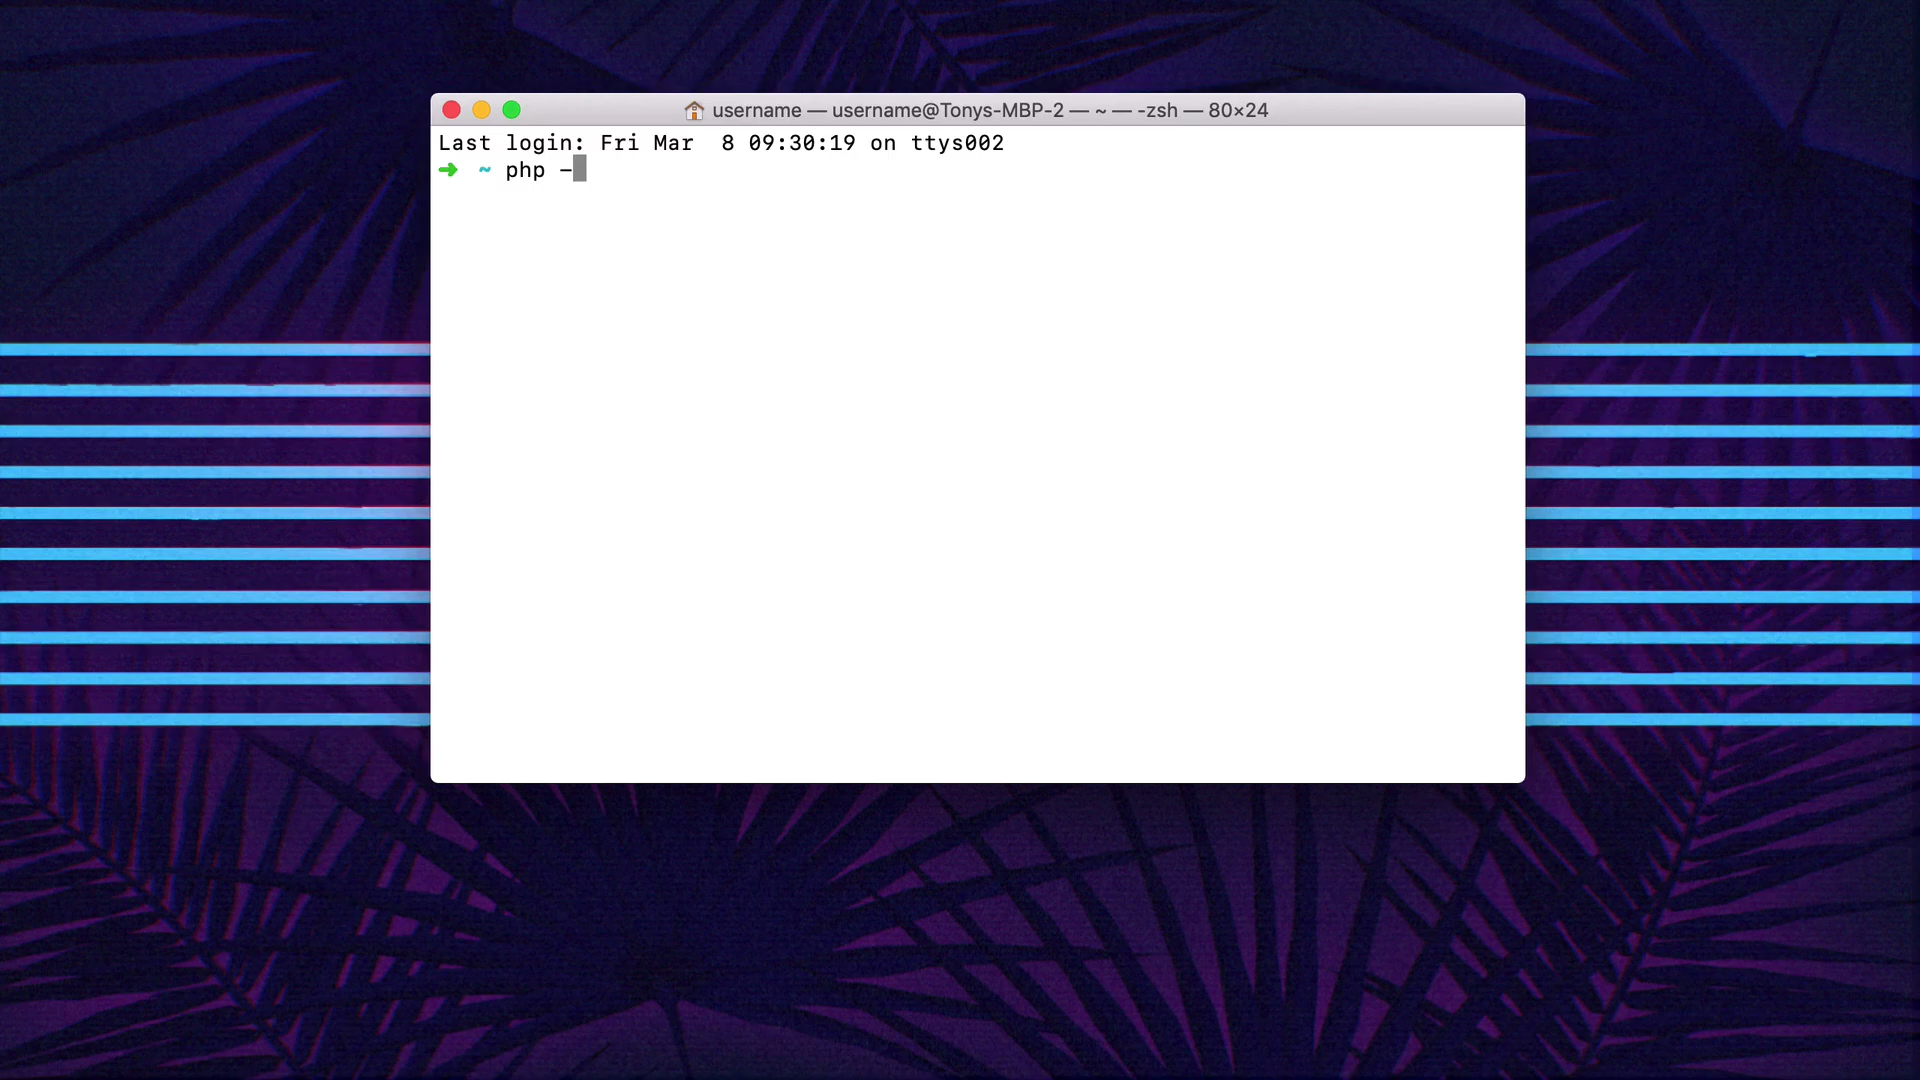 username — username@Tonys-MBP-2 — ~ — -zsh — 80×24
Last login: Fri Mar  8 09:30:19 on ttys002
➜  ~ php -